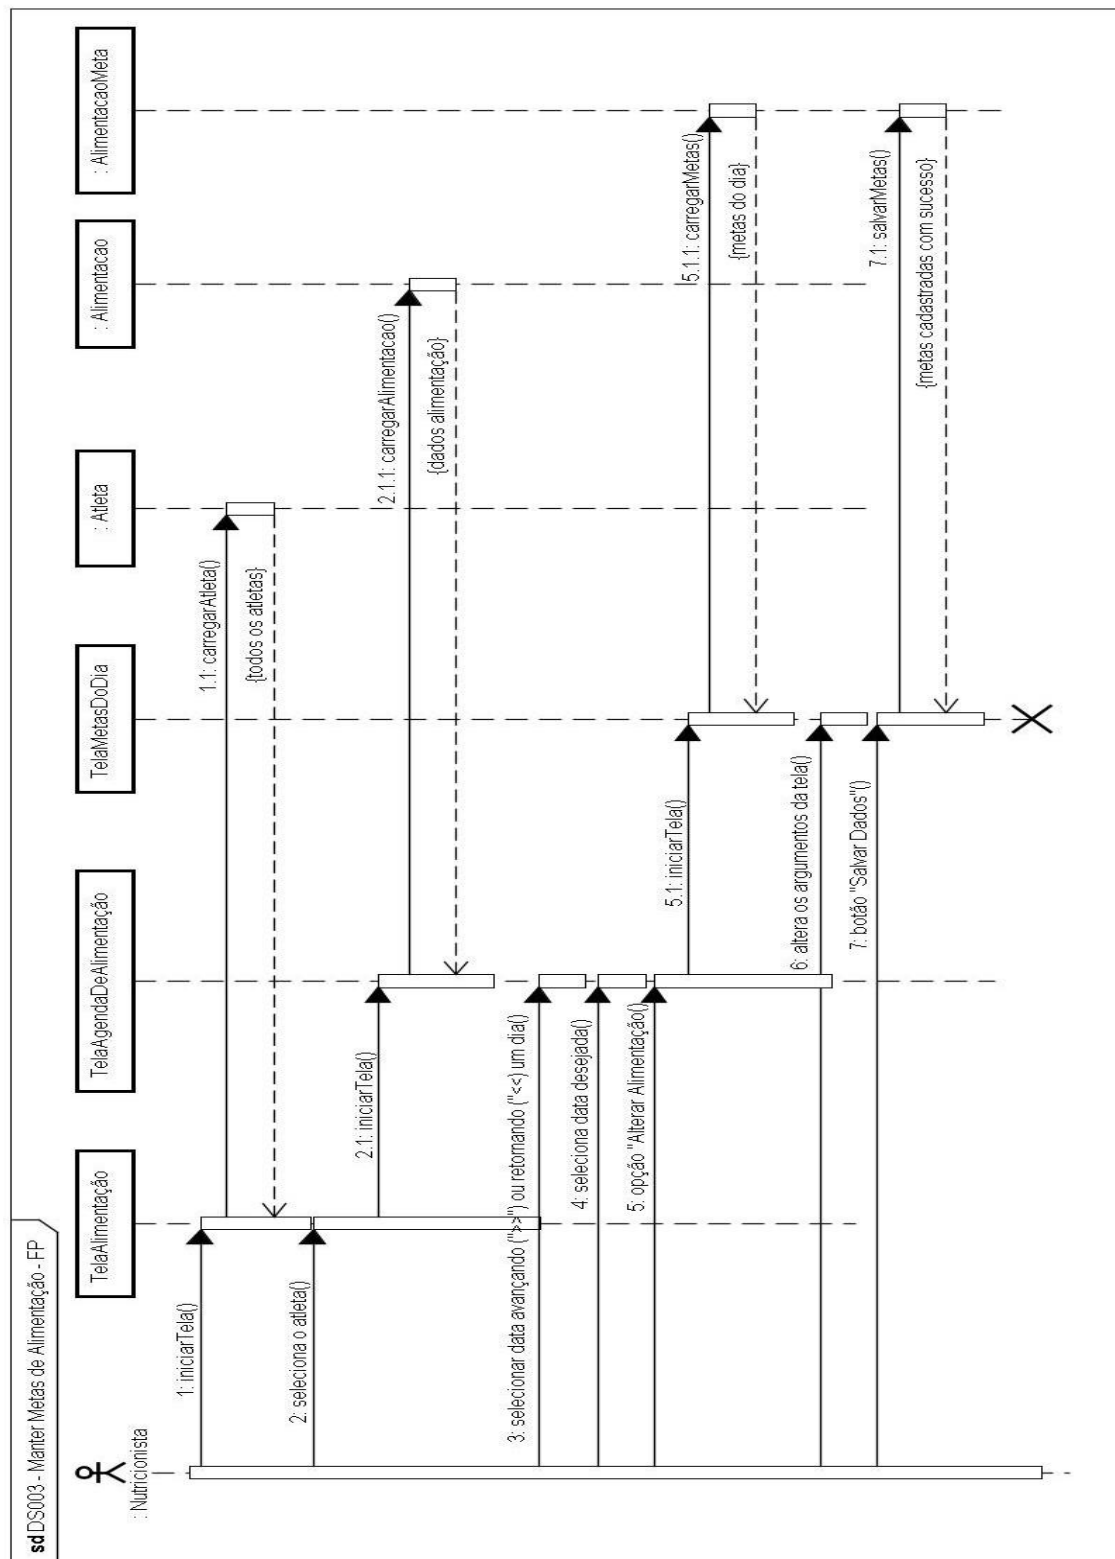 sd DS003 - Manter Metas de Alimentação - FP
: Nutricionista
TelaAlimentação
TelaAgendaDeAlimentação
TelaMetasDoDia
: Atleta
: Alimentacao
: AlimentacaoMeta
1: iniciarTela()
1.1: carregarAtleta()
{todos os atletas}
2: seleciona o atleta()
2.1: iniciarTela()
2.1.1: carregarAlimentacao()
{dados alimentação}
3: selecionar data avançando (">>") ou retornando ("<<) um dia()
4: seleciona data desejada()
5: opção "Alterar Alimentação()
5.1: iniciarTela()
5.1.1: carregarMetas()
{metas do dia}
6: altera os argumentos da tela()
7: botão "Salvar Dados"()
7.1: salvarMetas()
{metas cadastradas com sucesso}